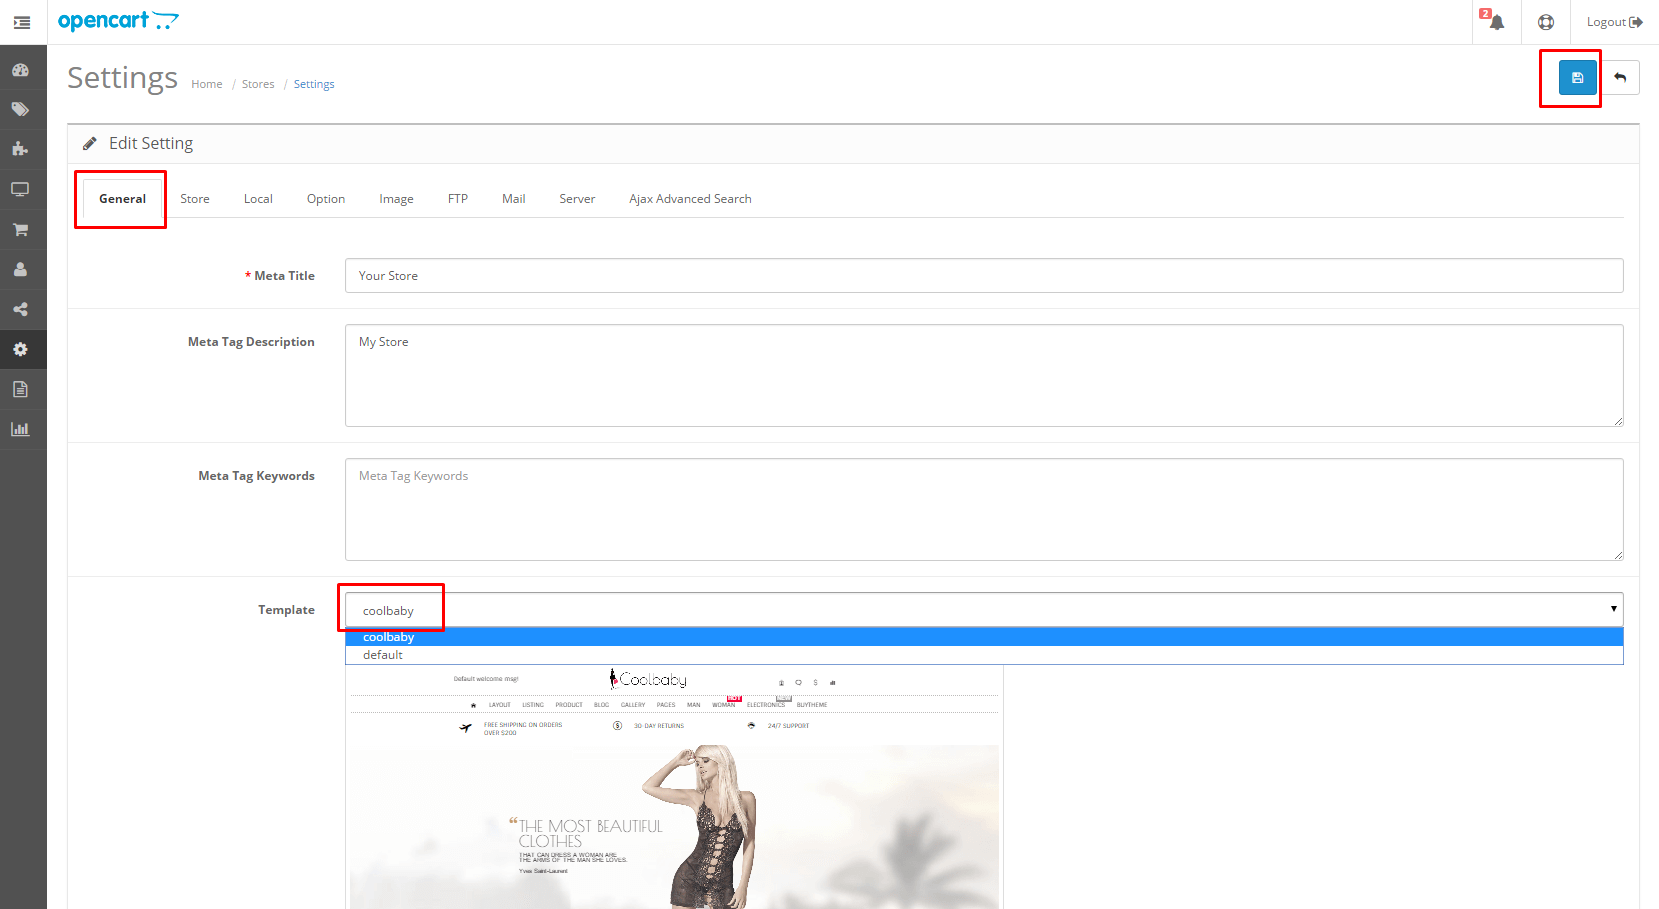 opencart
2
Logout
Settings Home / Stores / Settings
Edit Setting
General Store Local Option Image FTP Mail Server Ajax Advanced Search
* Meta Title
Your Store
Meta Tag Description
My Store
Meta Tag Keywords
Meta Tag Keywords
Template
coolbaby
coolbaby
default
Default welcome msg!
Coolbaby
$
HOT NEW
LAYOUT LISTING PRODUCT BLOG GALLERY PAGES MAN WOMAN ELECTRONICS BUYTHEME
FREE SHIPPING ON ORDERS
OVER $200
$ 30-DAY RETURNS
24/7 SUPPORT
“THE MOST BEAUTIFUL
CLOTHES
THAT CAN DRESS A WOMAN ARE
THE ARMS OF THE MAN SHE LOVES.
Yves Saint-Laurent